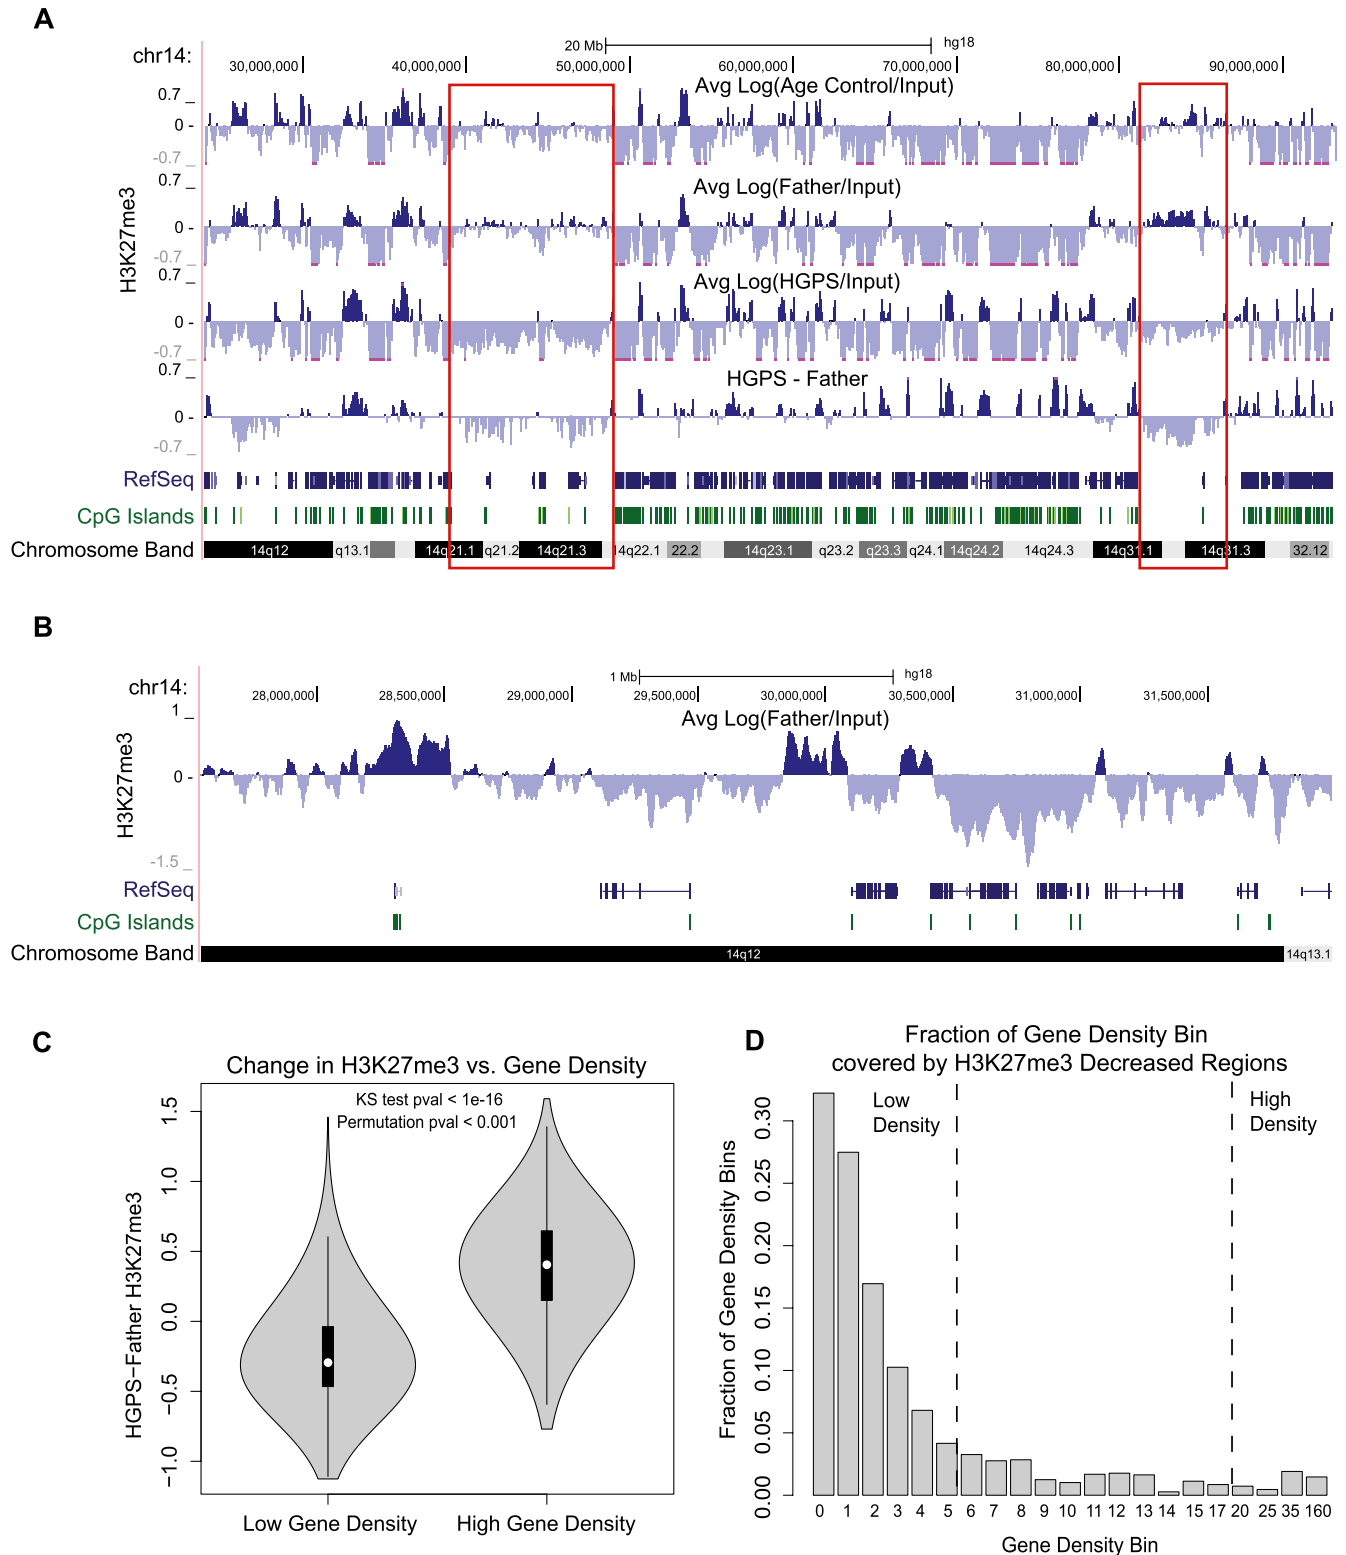 A
20 Mb hg18
chr14:
30,000,000 40,000,000 50,000,000 60,000,000 70,000,000 80,000,000 90,000,000
Avg Log(Age Control/Input)
0.7
0 -
-0.7
0.7
Avg Log(Father/Input)
0 -
-0.7
0.7
Avg Log(HGPS/Input)
0 -
-0.7
0.7
HGPS - Father
0 -
-0.7
H3K27me3
RefSeq
CpG Islands
Chromosome Band 14q12 q13.1 14q21.1 q21.2 14q21.3 14q22.1 22.2 14q23.1 q23.2 q23.3 q24.1 14q24.2 14q24.3 14q31.1 14q31.3 32.12
B
1 Mb hg18
chr14:
28,000,000 28,500,000 29,000,000 29,500,000 30,000,000 30,500,000 31,000,000 31,500,000
1
Avg Log(Father/Input)
H3K27me3
0 -
-1.5
RefSeq
CpG Islands
Chromosome Band 14q12 14q13.1
C
Change in H3K27me3 vs. Gene Density
KS test pval < 1e-16
Permutation pval < 0.001
HGPS−Father H3K27me3
1.5
1.0
0.5
0.0
−0.5
−1.0
Low Gene Density High Gene Density
D
Fraction of Gene Density Bin
covered by H3K27me3 Decreased Regions
Low
Density
High
Density
Fraction of Gene Density Bins
0.30
0.25
0.20
0.15
0.10
0.05
0.00
0 1 2 3 4 5 6 7 8 9 10 11 12 13 14 15 17 20 25 35 160
Gene Density Bin